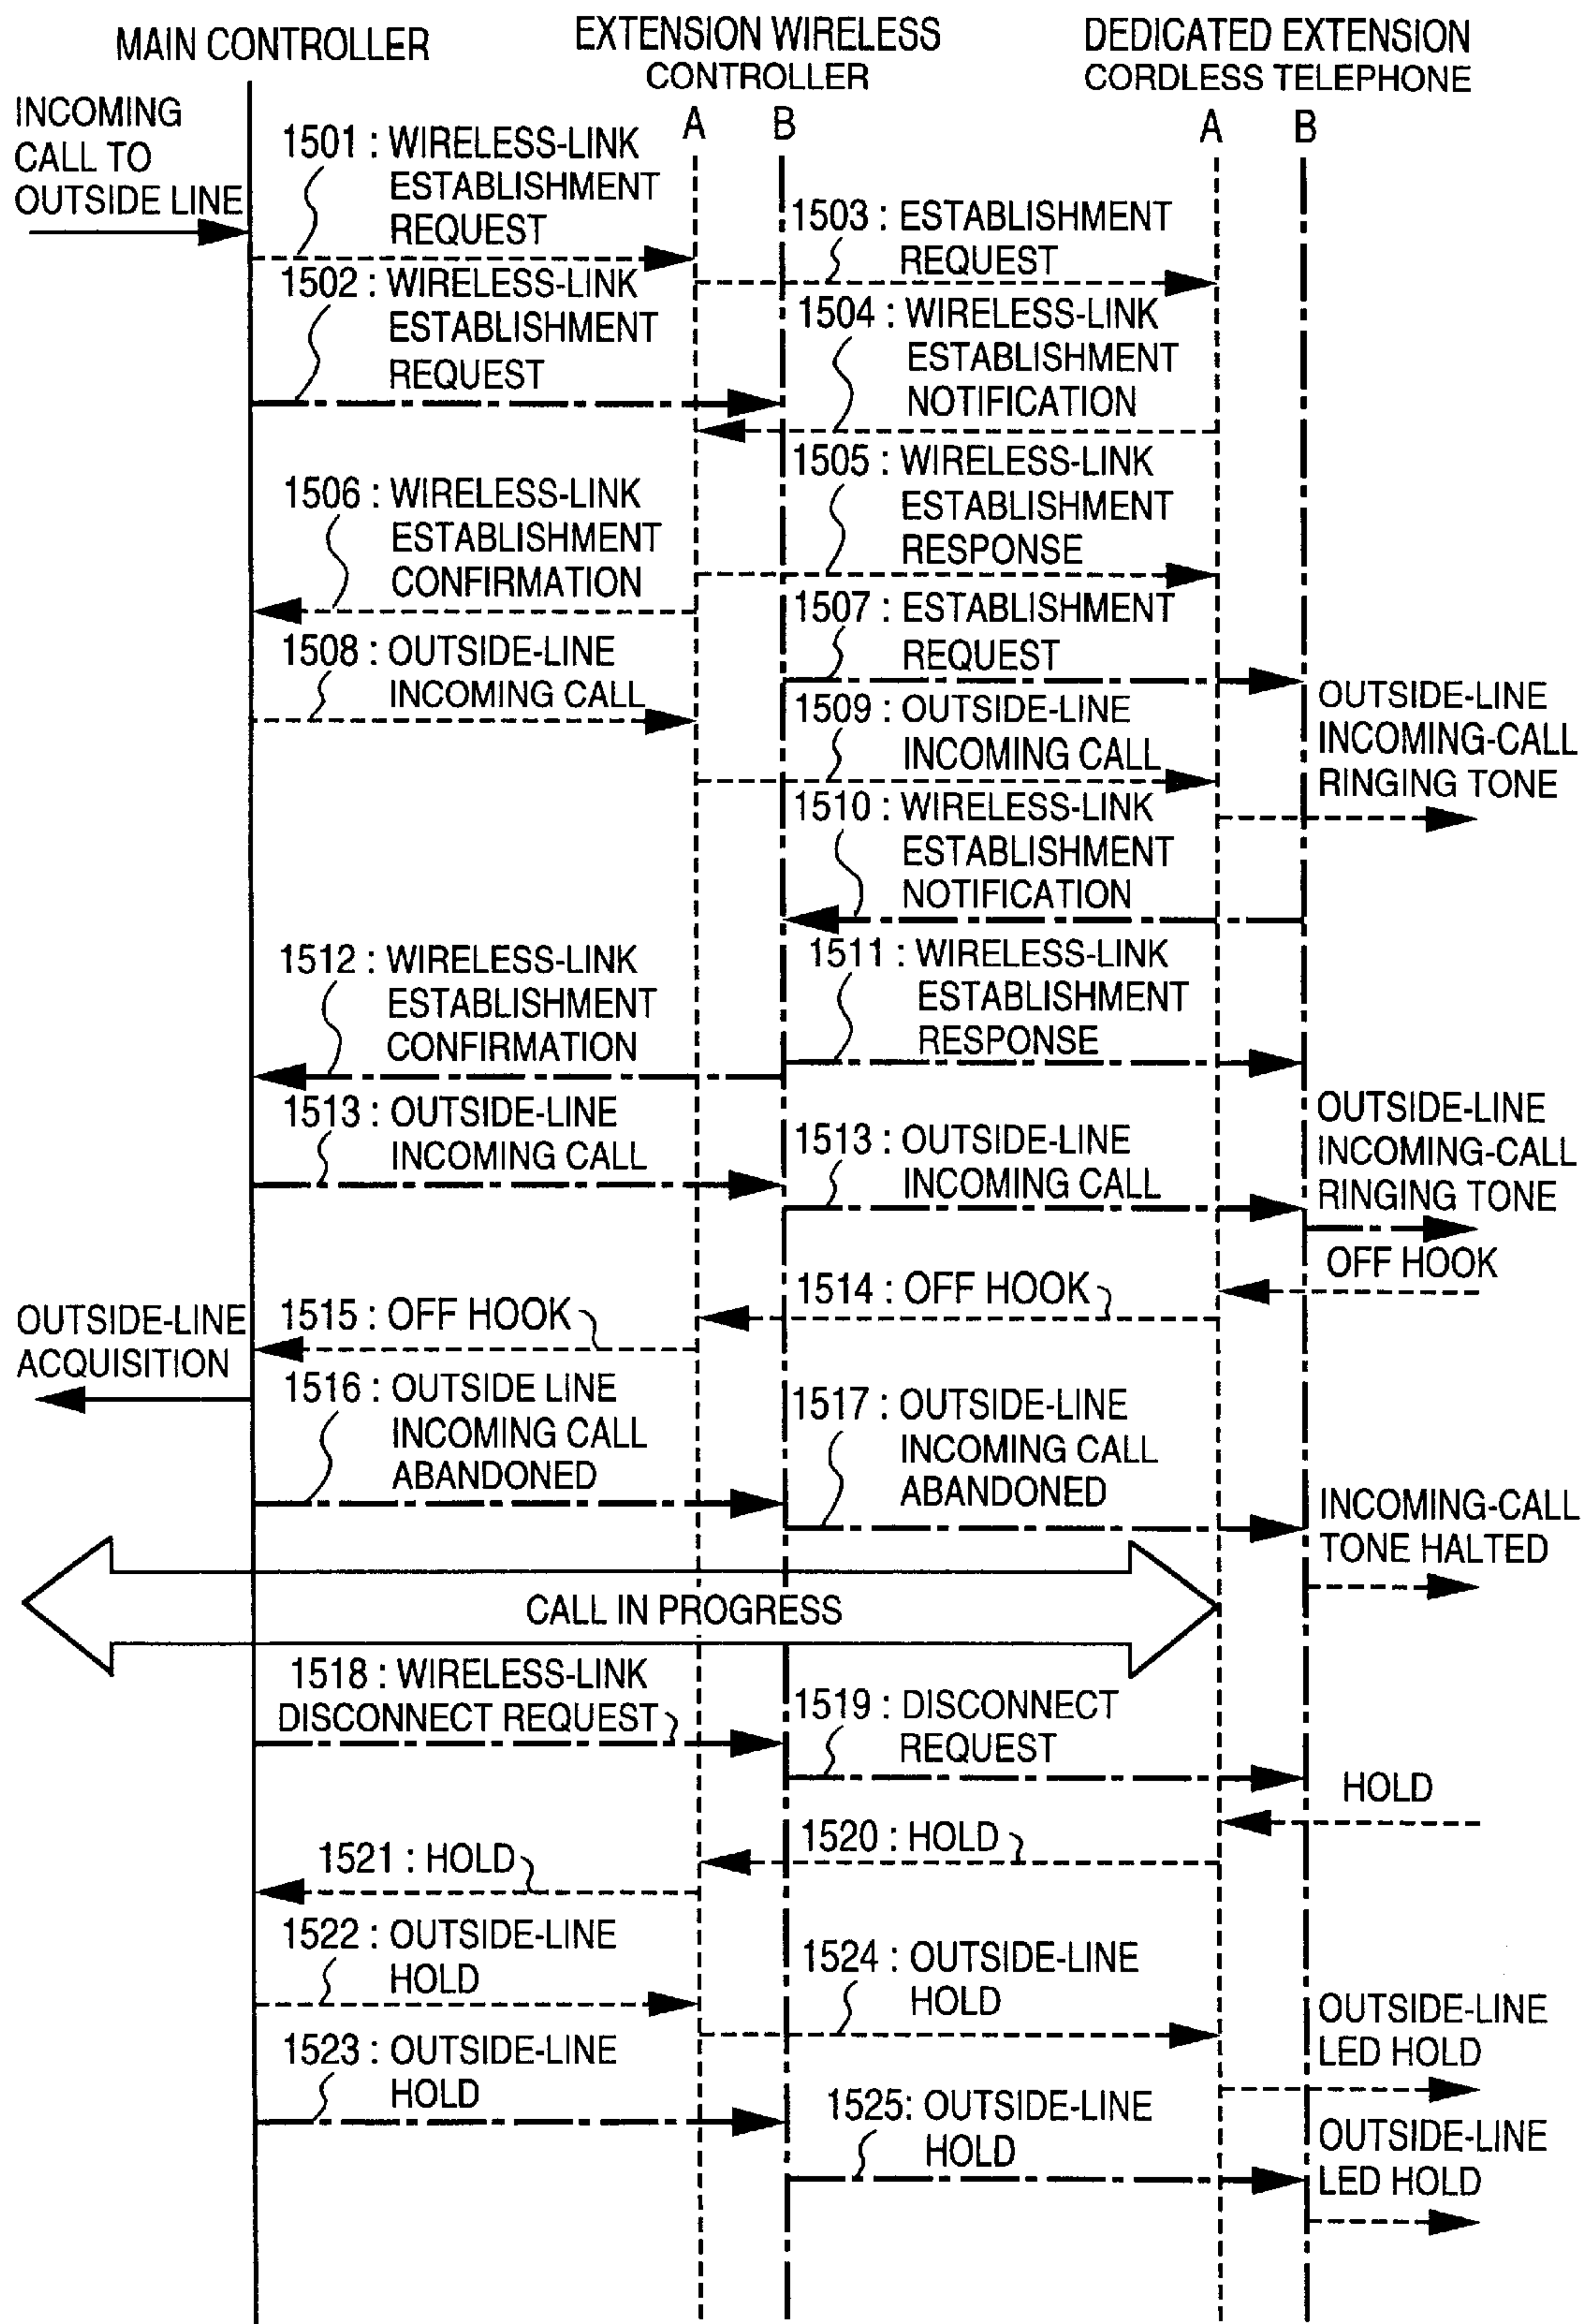 MAIN CONTROLLER
EXTENSION WIRELESS
CONTROLLER
DEDICATED EXTENSION
CORDLESS TELEPHONE
A
B
A
B
INCOMING
CALL TO
OUTSIDE LINE
1501 : WIRELESS-LINK
ESTABLISHMENT
REQUEST
1503 : ESTABLISHMENT
REQUEST
1502 : WIRELESS-LINK
ESTABLISHMENT
REQUEST
1504 : WIRELESS-LINK
ESTABLISHMENT
NOTIFICATION
1505 : WIRELESS-LINK
ESTABLISHMENT
RESPONSE
1506 : WIRELESS-LINK
ESTABLISHMENT
CONFIRMATION
1507 : ESTABLISHMENT
REQUEST
1508 : OUTSIDE-LINE
INCOMING CALL
1509 : OUTSIDE-LINE
INCOMING CALL
OUTSIDE-LINE
INCOMING-CALL
RINGING TONE
1510 : WIRELESS-LINK
ESTABLISHMENT
NOTIFICATION
1511 : WIRELESS-LINK
ESTABLISHMENT
RESPONSE
1512 : WIRELESS-LINK
ESTABLISHMENT
CONFIRMATION
1513 : OUTSIDE-LINE
INCOMING CALL
1513 : OUTSIDE-LINE
INCOMING CALL
OUTSIDE-LINE
INCOMING-CALL
RINGING TONE
OFF HOOK
1514 : OFF HOOK
1515 : OFF HOOK
OUTSIDE-LINE
ACQUISITION
1516 : OUTSIDE LINE
INCOMING CALL
ABANDONED
1517 : OUTSIDE-LINE
INCOMING CALL
ABANDONED
INCOMING-CALL
TONE HALTED
CALL IN PROGRESS
1518 : WIRELESS-LINK
DISCONNECT REQUEST
1519 : DISCONNECT
REQUEST
HOLD
1520 : HOLD
1521 : HOLD
1522 : OUTSIDE-LINE
HOLD
1524 : OUTSIDE-LINE
HOLD
OUTSIDE-LINE
LED HOLD
1523 : OUTSIDE-LINE
HOLD
1525: OUTSIDE-LINE
HOLD
OUTSIDE-LINE
LED HOLD